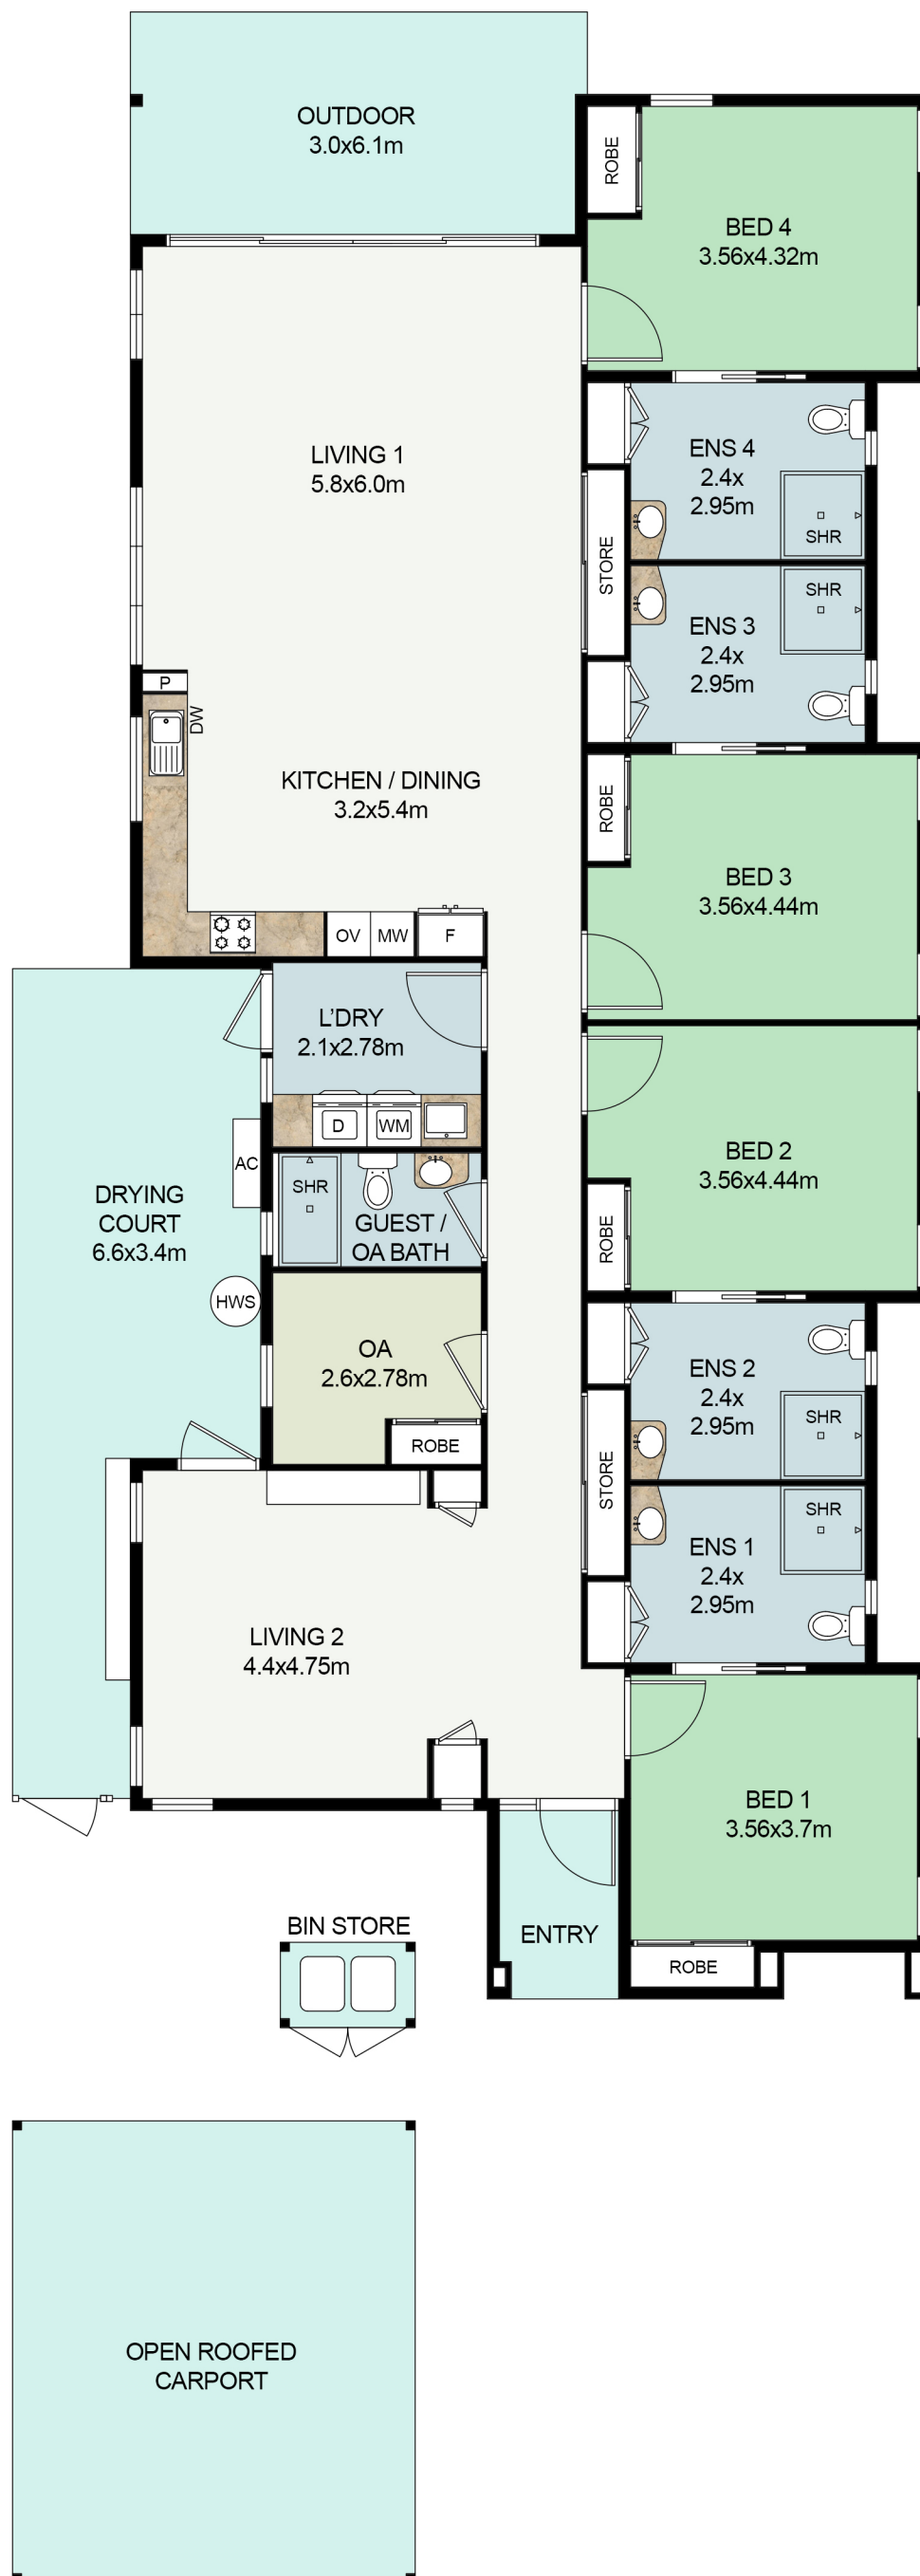 OUTDOOR
3.0x6.1m
ROBE
BED 4
3.56x4.32m
LIVING 1
5.8x6.0m
ENS 4
2.4x
2.95m
SHR
STORE
SHR
ENS 3
2.4x
2.95m
P
DW
KITCHEN / DINING
3.2x5.4m
ROBE
BED 3
3.56x4.44m
OV
MW
F
L'DRY
2.1x2.78m
D
WM
AC
BED 2
3.56x4.44m
DRYING
COURT
6.6x3.4m
SHR
GUEST /
OA BATH
ROBE
HWS
OA
2.6x2.78m
ROBE
ENS 2
2.4x
2.95m
SHR
STORE
SHR
ENS 1
2.4x
2.95m
LIVING 2
4.4x4.75m
BED 1
3.56x3.7m
BIN STORE
ENTRY
ROBE
OPEN ROOFED
CARPORT